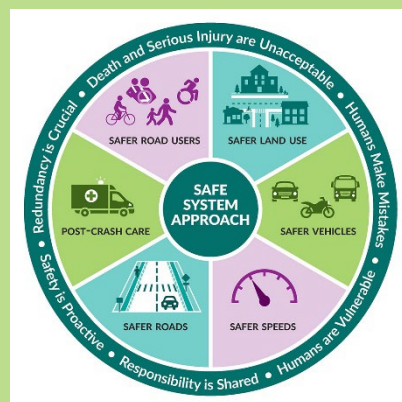 Death and Serious Injury are Unacceptable
• Humans Make Mistakes
• Humans are Vulnerable
• Responsibility is Shared
• Safety is Proactive
• Redundancy is Crucial •
SAFER ROAD USERS
SAFER LAND USE
POST-CRASH CARE
SAFE
SYSTEM
APPROACH
SAFER VEHICLES
SAFER ROADS
SAFER SPEEDS